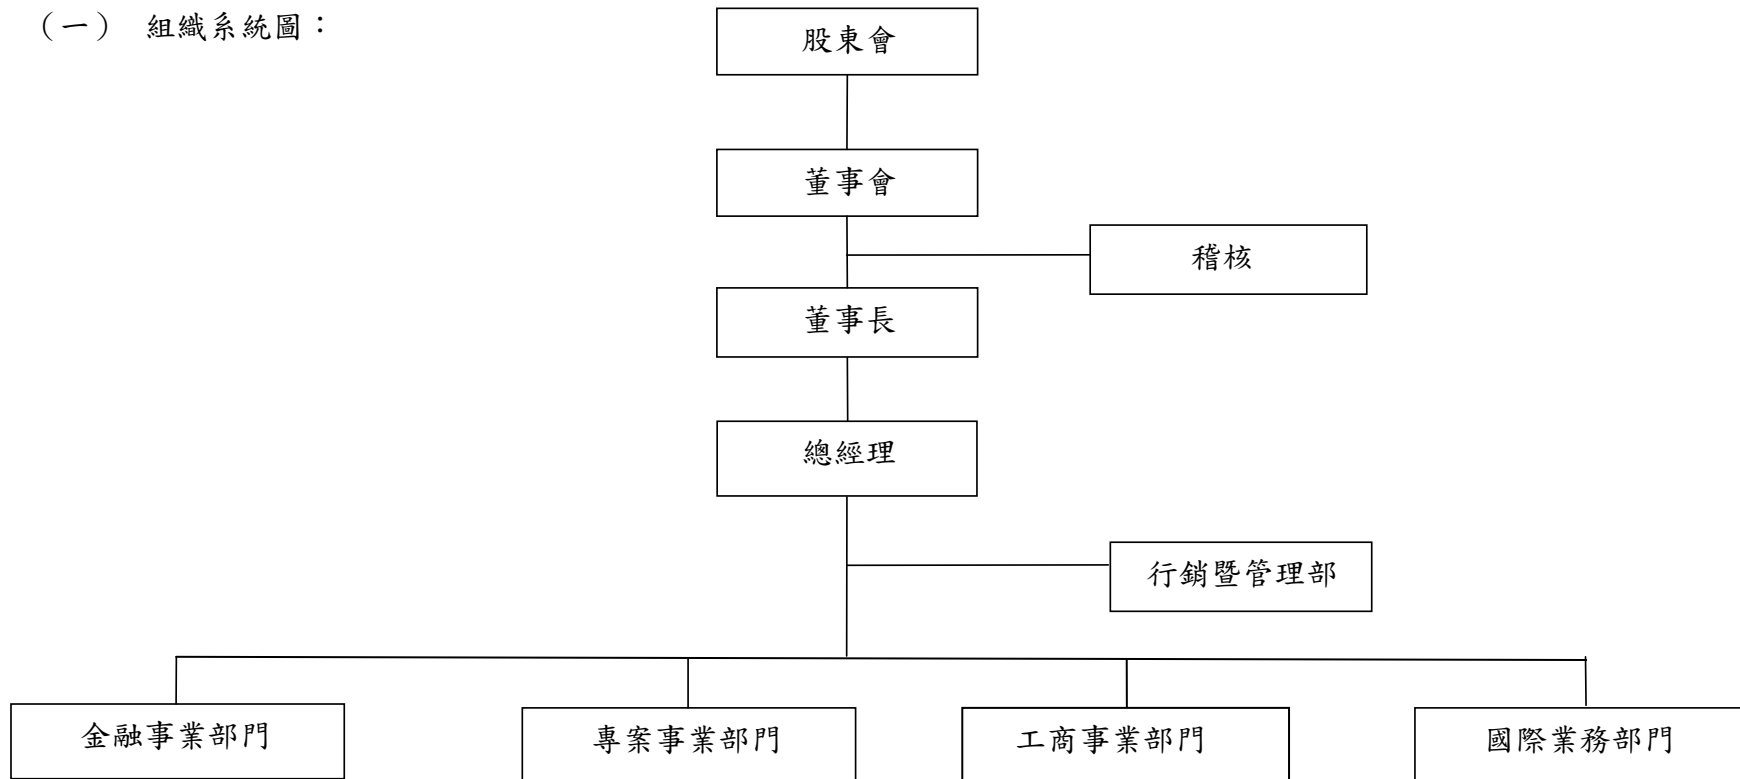 (一) 組織系統圖:
股東會
董事會
稽核
董事長
總經理
行銷暨管理部
金融事業部門
專案事業部門
工商事業部門
國際業務部門